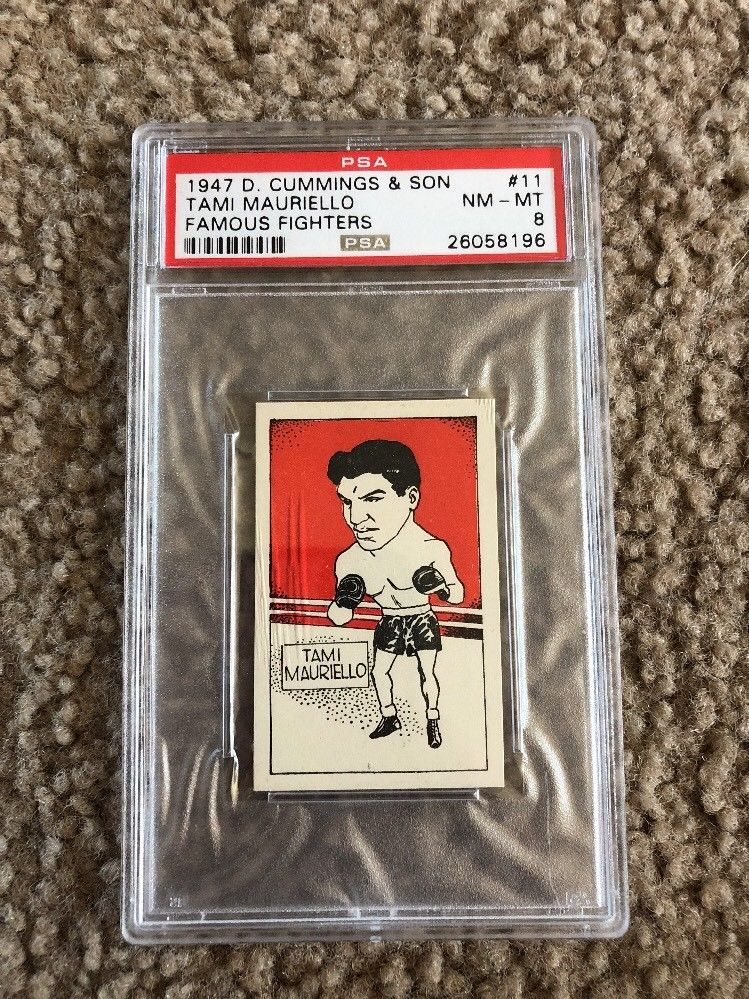 PSA
1947 D. CUMMINGS & SON #11
TAMI MAURIELLO NM - MT
FAMOUS FIGHTERS 8
PSA 26058196
TAMI
MAURIELLO